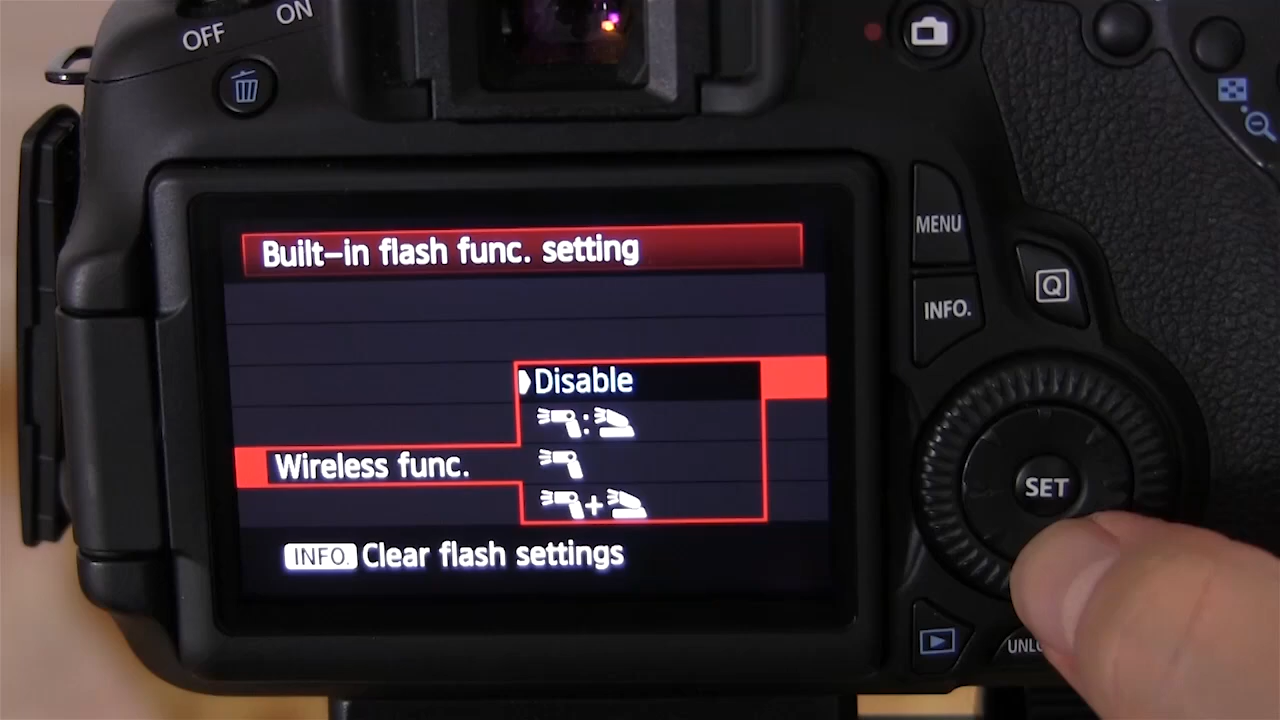 OFF ON
Built-in flash func. setting
Disable
:
Wireless func.
+
INFO. Clear flash settings
MENU
INFO.
Q
SET